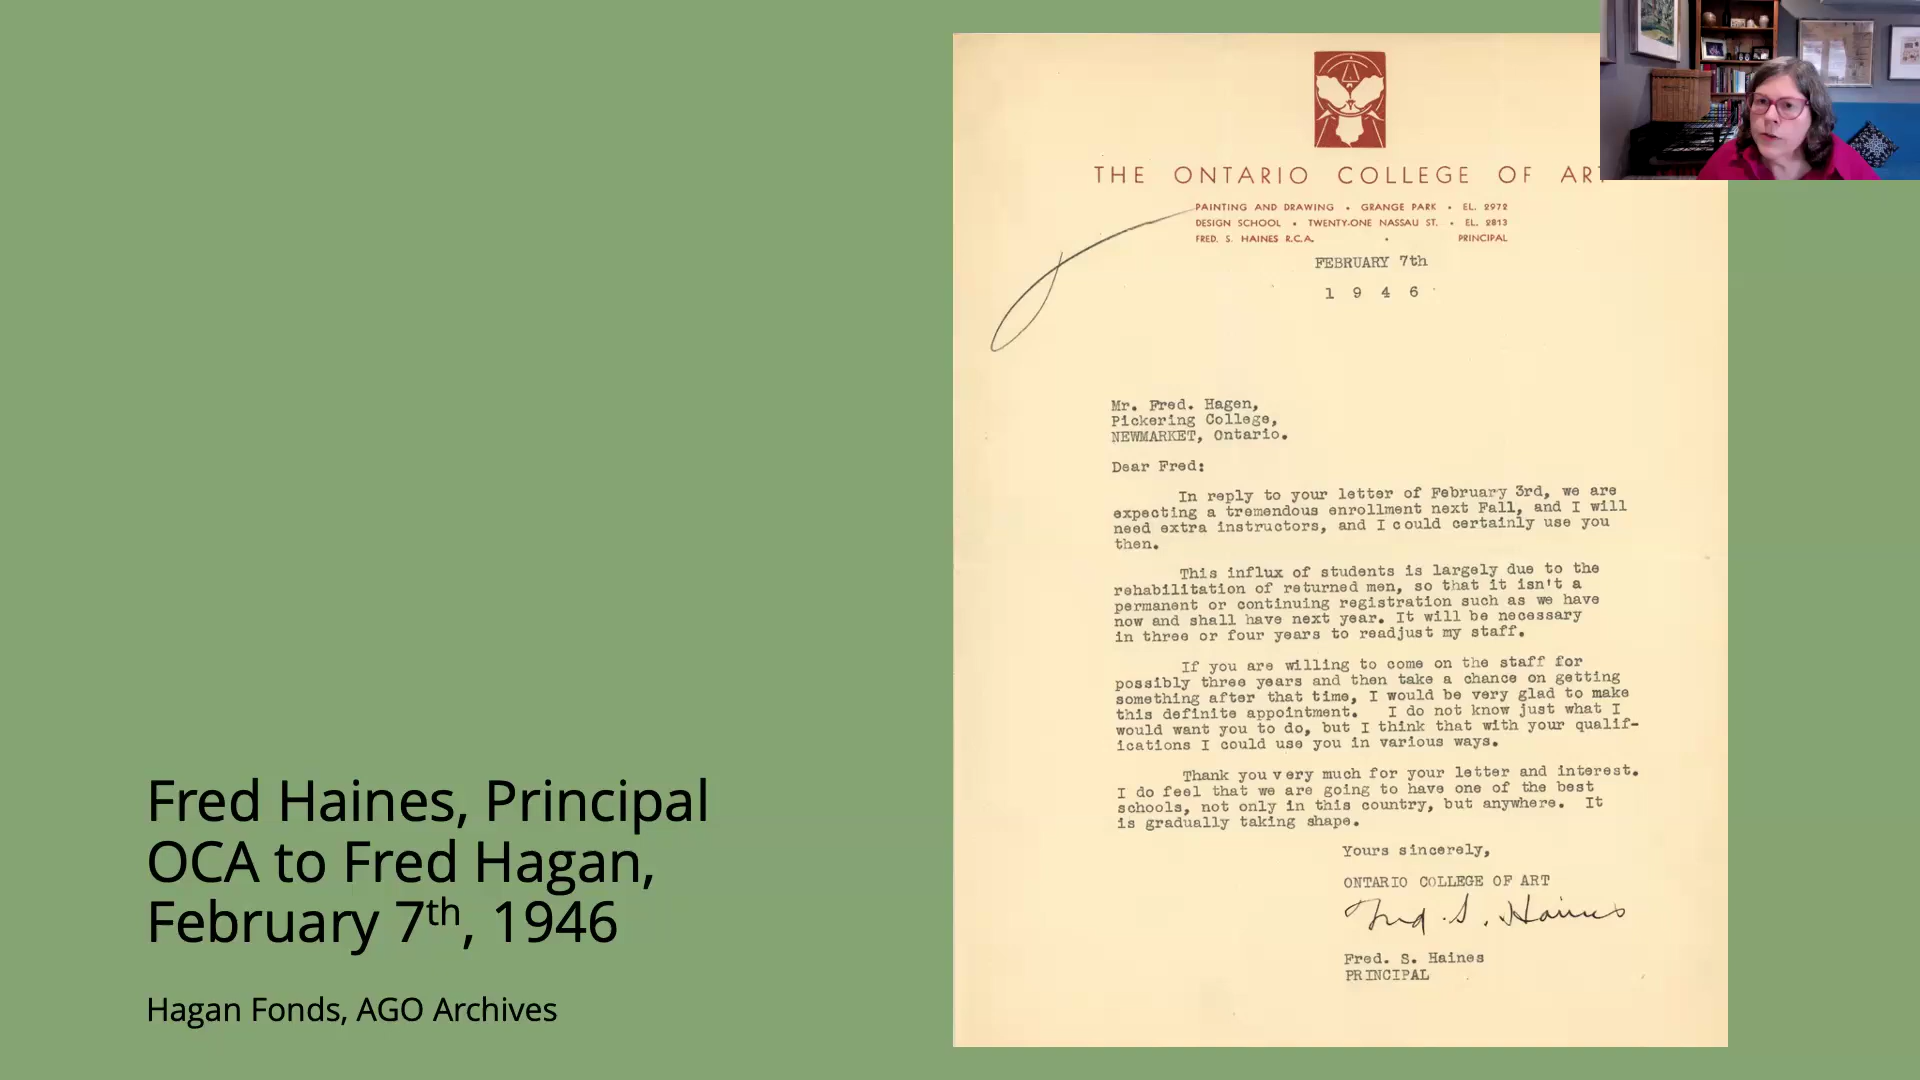 THE ONTARIO COLLEGE OF ART
PAINTING AND DRAWING • GRANGE PARK • EL. 2972
DESIGN SCHOOL • TWENTY-ONE NASSAU ST. • EL. 2813
FRED. S. HAINES R.C.A. • PRINCIPAL
FEBRUARY 7th
1 9 4 6
Mr. Fred. Hagen,
Pickering College,
NEWMARKET, Ontario.
Dear Fred:
In reply to your letter of February 3rd, we are
expecting a tremendous enrollment next Fall, and I will
need extra instructors, and I could certainly use you
then.
This influx of students is largely due to the
rehabilitation of returned men, so that it isn't a
permanent or continuing registration such as we have
now and shall have next year. It will be necessary
in three or four years to readjust my staff.
If you are willing to come on the staff for
possibly three years and then take a chance on getting
something after that time, I would be very glad to make
this definite appointment. I do not know just what I
would want you to do, but I think that with your qualif-
ications I could use you in various ways.
Thank you very much for your letter and interest.
I do feel that we are going to have one of the best
schools, not only in this country, but anywhere. It
is gradually taking shape.
Yours sincerely,
ONTARIO COLLEGE OF ART
Fred. S. Haines
Fred. S. Haines
PRINCIPAL
Fred Haines, Principal
OCA to Fred Hagan,
February 7th, 1946
Hagan Fonds, AGO Archives